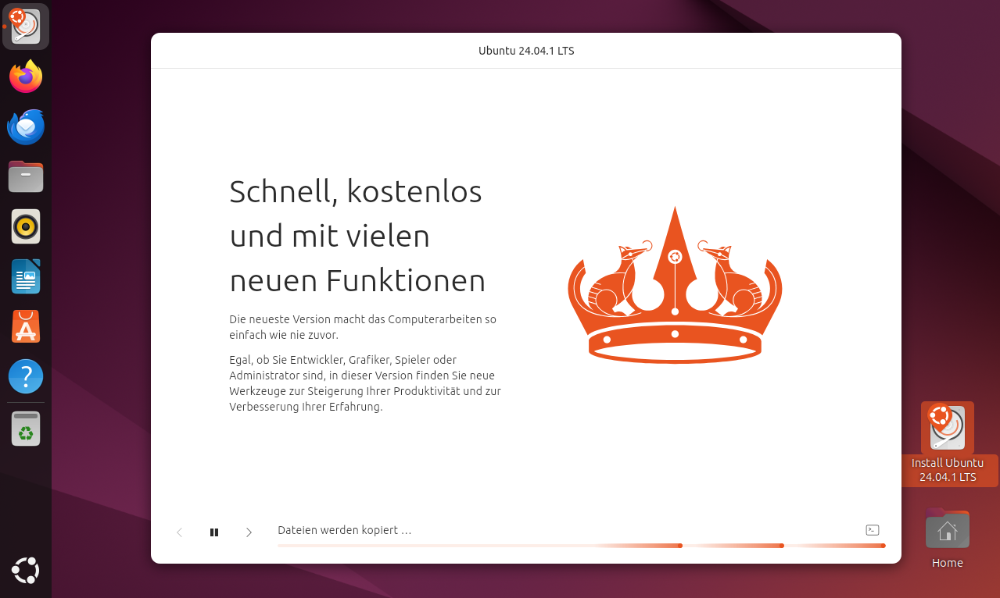 Ubuntu 24.04.1 LTS
Schnell, kostenlos
und mit vielen
neuen Funktionen
Die neueste Version macht das Computerarbeiten so
einfach wie nie zuvor.
Egal, ob Sie Entwickler, Grafiker, Spieler oder
Administrator sind, in dieser Version finden Sie neue
Werkzeuge zur Steigerung Ihrer Produktivität und zur
Verbesserung Ihrer Erfahrung.
Dateien werden kopiert …
Install Ubuntu
24.04.1 LTS
Home